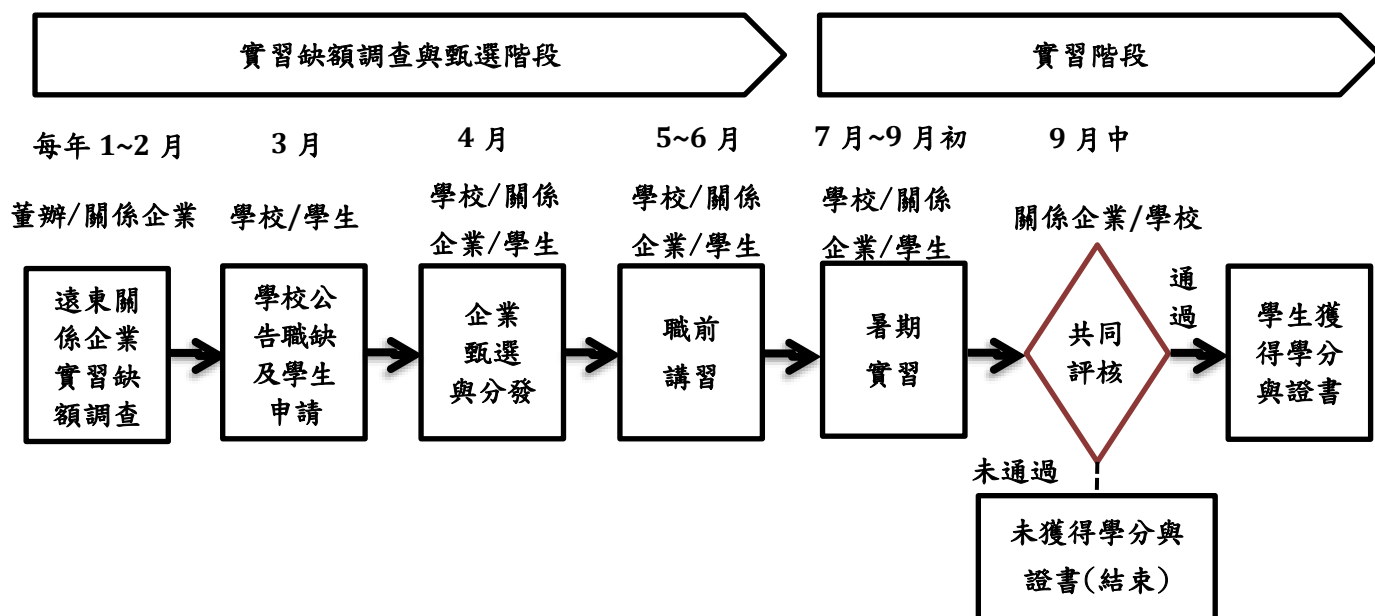 實習缺額調查與甄選階段
實習階段
每年 1~2 月
3 月
4 月
5~6 月
7 月~9 月初
9 月中
董辦/關係企業
學校/學生
學校/關係
企業/學生
學校/關係
企業/學生
學校/關係
企業/學生
關係企業/學校
遠東關
係企業
實習缺
額調查
學校公
告職缺
及學生
申請
企業
甄選
與分發
職前
講習
暑期
實習
共同
評核
通
過
學生獲
得學分
與證書
未通過
未獲得學分與
證書(結束)